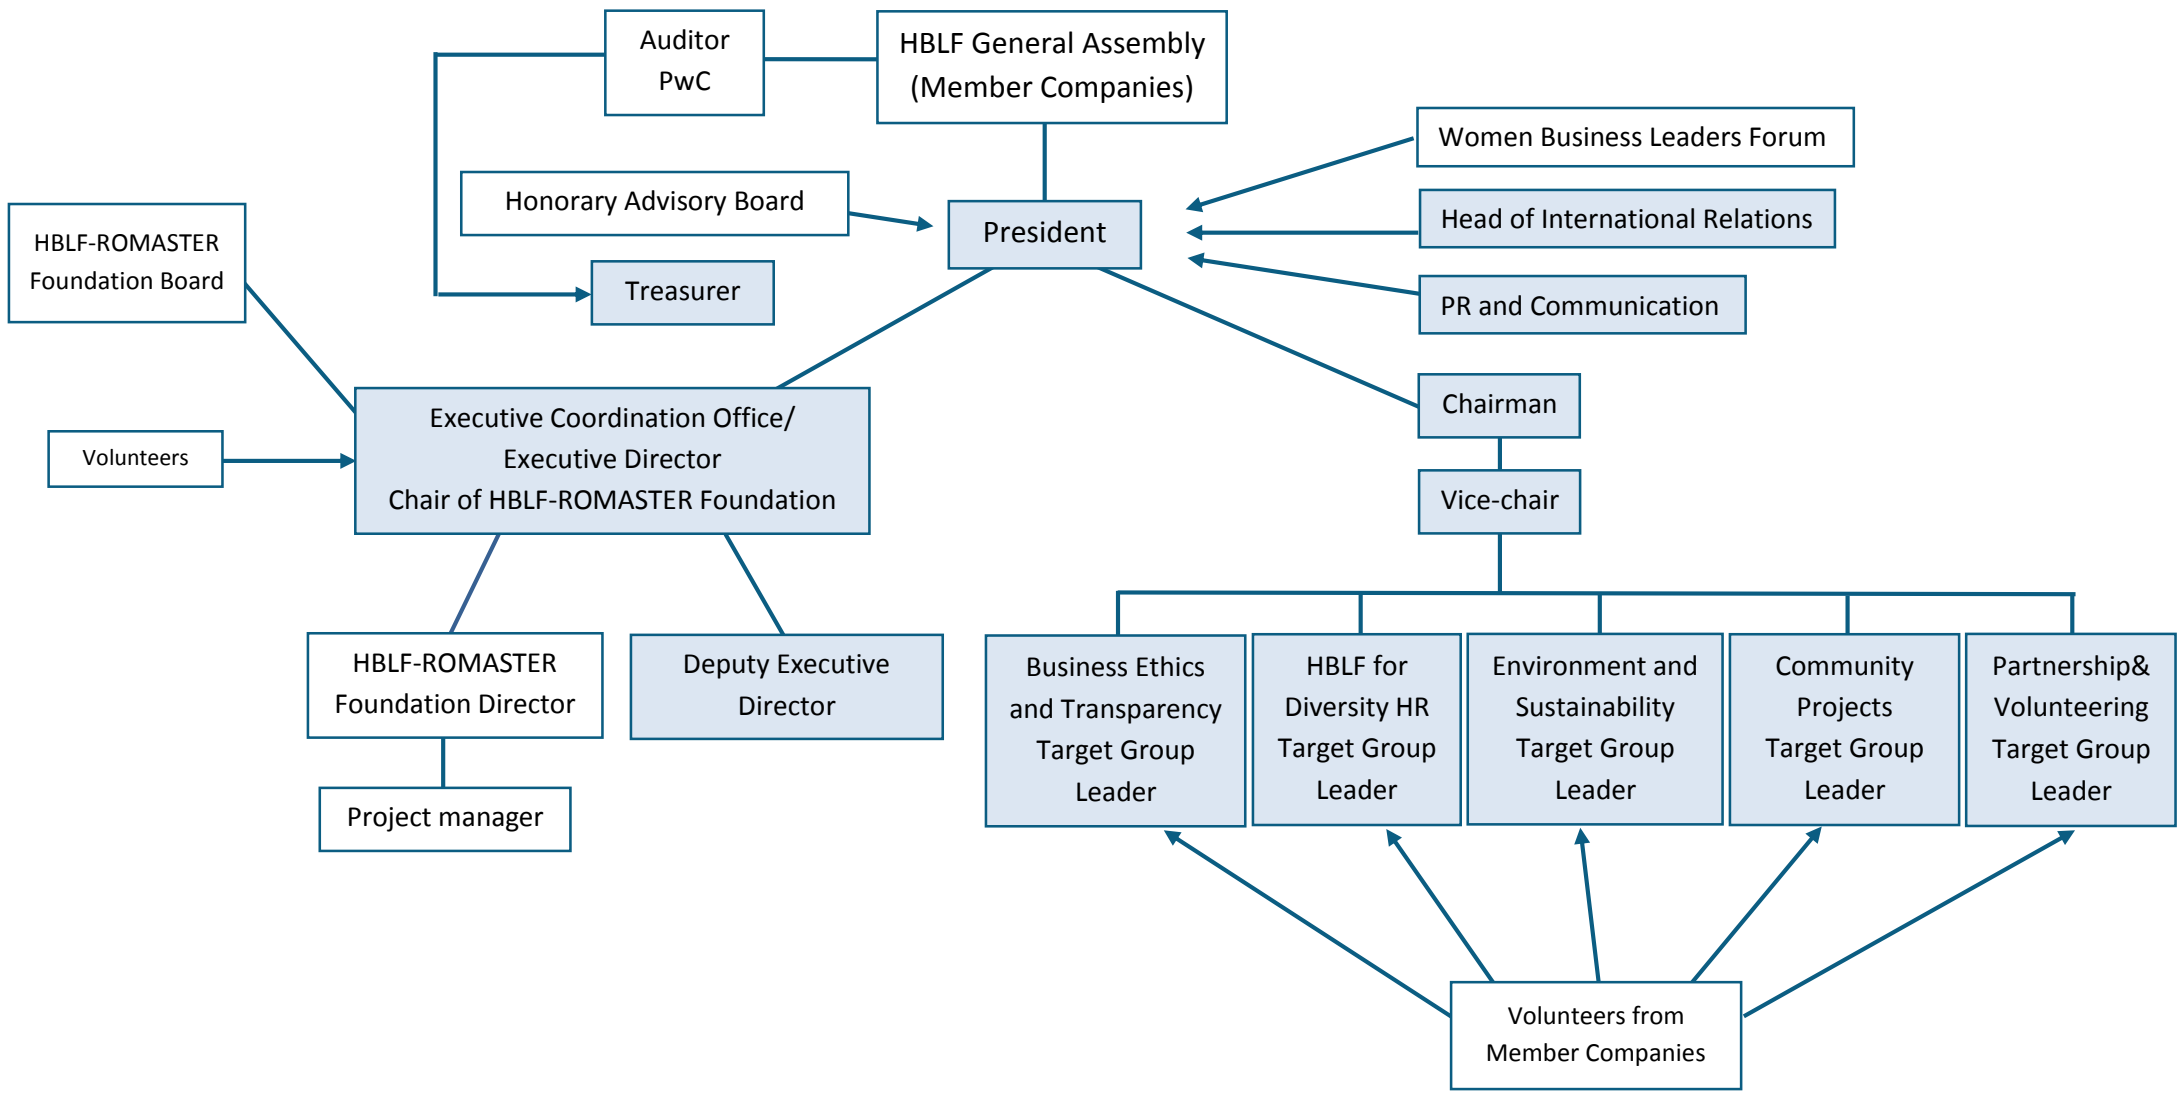 Auditor
PwC
HBLF General Assembly
(Member Companies)
Women Business Leaders Forum
Honorary Advisory Board
President
Head of International Relations
HBLF-ROMASTER
Foundation Board
Treasurer
PR and Communication
Chairman
Executive Coordination Office/
Executive Director
Chair of HBLF-ROMASTER Foundation
Volunteers
Vice-chair
HBLF-ROMASTER
Foundation Director
Deputy Executive
Director
Business Ethics
and Transparency
Target Group
Leader
HBLF for
Diversity HR
Target Group
Leader
Environment and
Sustainability
Target Group
Leader
Community
Projects
Target Group
Leader
Partnership&
Volunteering
Target Group
Leader
Project manager
Volunteers from
Member Companies